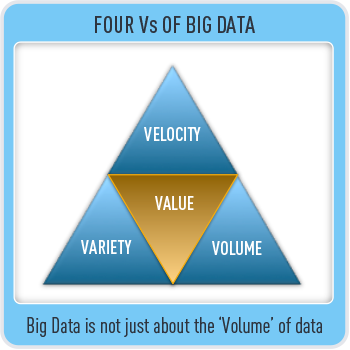 FOUR Vs OF BIG DATA
VELOCITY
VALUE
VARIETY
VOLUME
Big Data is not just about the 'Volume' of data